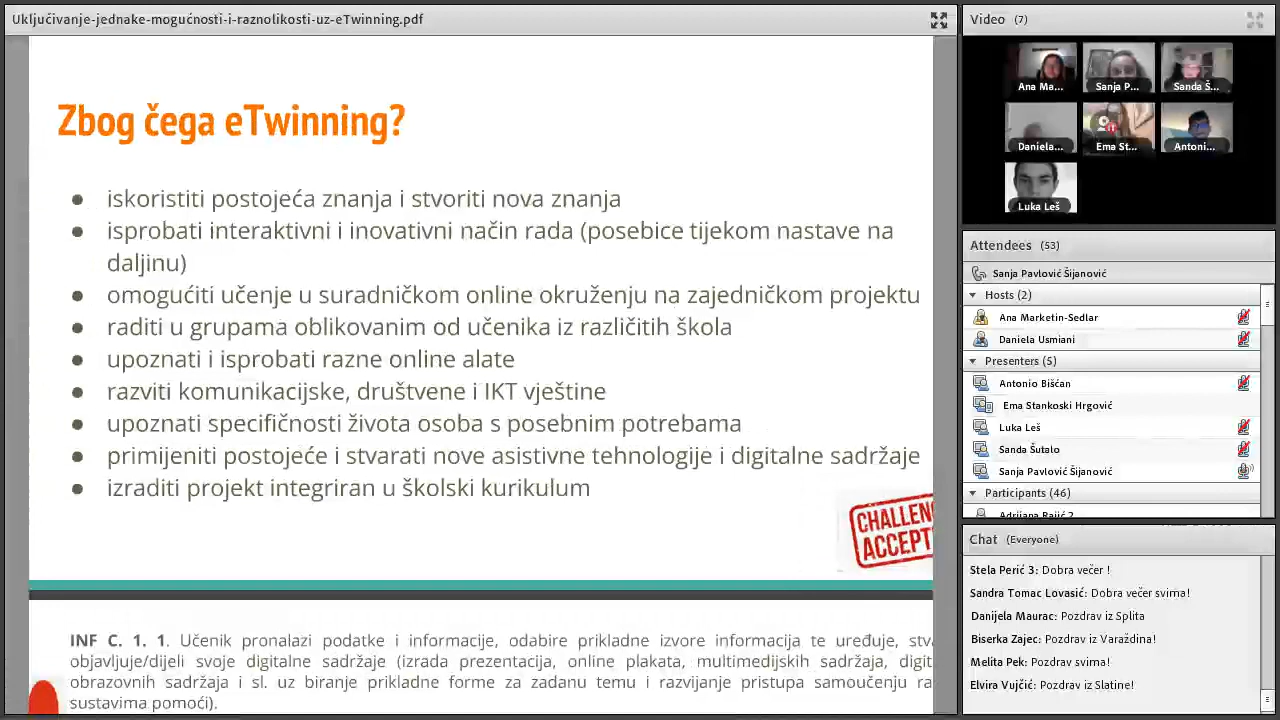 Uključivanje-jednake-mogućnosti-i-raznolikosti-uz-eTwinning.pdf
Zbog čega eTwinning?
● iskoristiti postojeća znanja i stvoriti nova znanja
● isprobati interaktivni i inovativni način rada (posebice tijekom nastave na
daljinu)
● omogućiti učenje u suradničkom online okruženju na zajedničkom projektu
● raditi u grupama oblikovanim od učenika iz različitih škola
● upoznati i isprobati razne online alate
● razviti komunikacijske, društvene i IKT vještine
● upoznati specifičnosti života osoba s posebnim potrebama
● primijeniti postojeće i stvarati nove asistivne tehnologije i digitalne sadržaje
● izraditi projekt integriran u školski kurikulum
CHALLEN
ACCEPT
INF C. 1. 1. Učenik pronalazi podatke i informacije, odabire prikladne izvore informacija te uređuje, stv
objavljuje/dijeli svoje digitalne sadržaje (izrada prezentacija, online plakata, multimedijskih sadržaja, digit
obrazovnih sadržaja i sl. uz biranje prikladne forme za zadanu temu i razvijanje pristupa samoučenju ra
sustavima pomoći).
Video (7)
Ana Ma...
Sanja P...
Sanda Š...
Daniela...
Ema St...
Antoni...
Luka Leš
Attendees (53)
Sanja Pavlović Šijanović
Hosts (2)
Ana Marketin-Sedlar
Daniela Usmiani
Presenters (5)
Antonio Bišćan
Ema Stankoski Hrgović
Luka Leš
Sanda Šutalo
Sanja Pavlović Šijanović
Participants (46)
Adrijana Rajić 2
Chat (Everyone)
Stela Perić 3: Dobra večer !
Sandra Tomac Lovasić: Dobra večer svima!
Danijela Maurac: Pozdrav iz Splita
Biserka Zajec: Pozdrav iz Varaždina!
Melita Pek: Pozdrav svima!
Elvira Vujčić: Pozdrav iz Slatine!